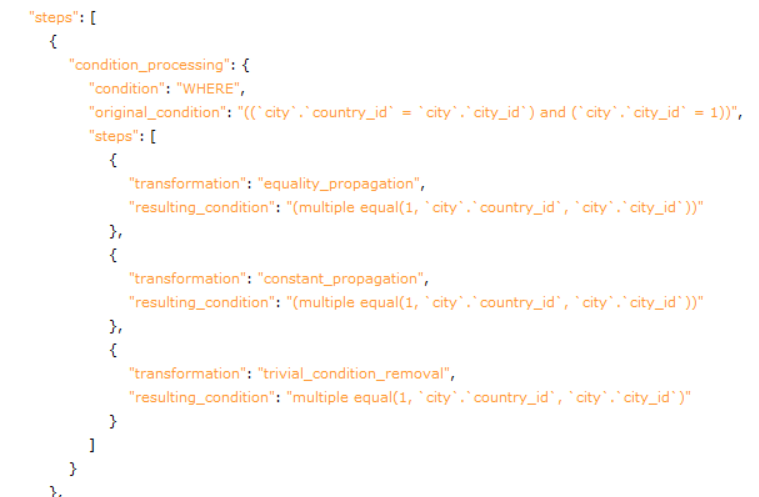 "steps": [
{
"condition_processing": {
"condition": "WHERE",
"original_condition": "((`city`.`country_id` = `city`.`city_id`) and (`city`.`city_id` = 1))",
"steps": [
{
"transformation": "equality_propagation",
"resulting_condition": "(multiple equal(1, `city`.`country_id`, `city`.`city_id`))"
},
{
"transformation": "constant_propagation",
"resulting_condition": "(multiple equal(1, `city`.`country_id`, `city`.`city_id`))"
},
{
"transformation": "trivial_condition_removal",
"resulting_condition": "multiple equal(1, `city`.`country_id`, `city`.`city_id`)"
}
]
}
},